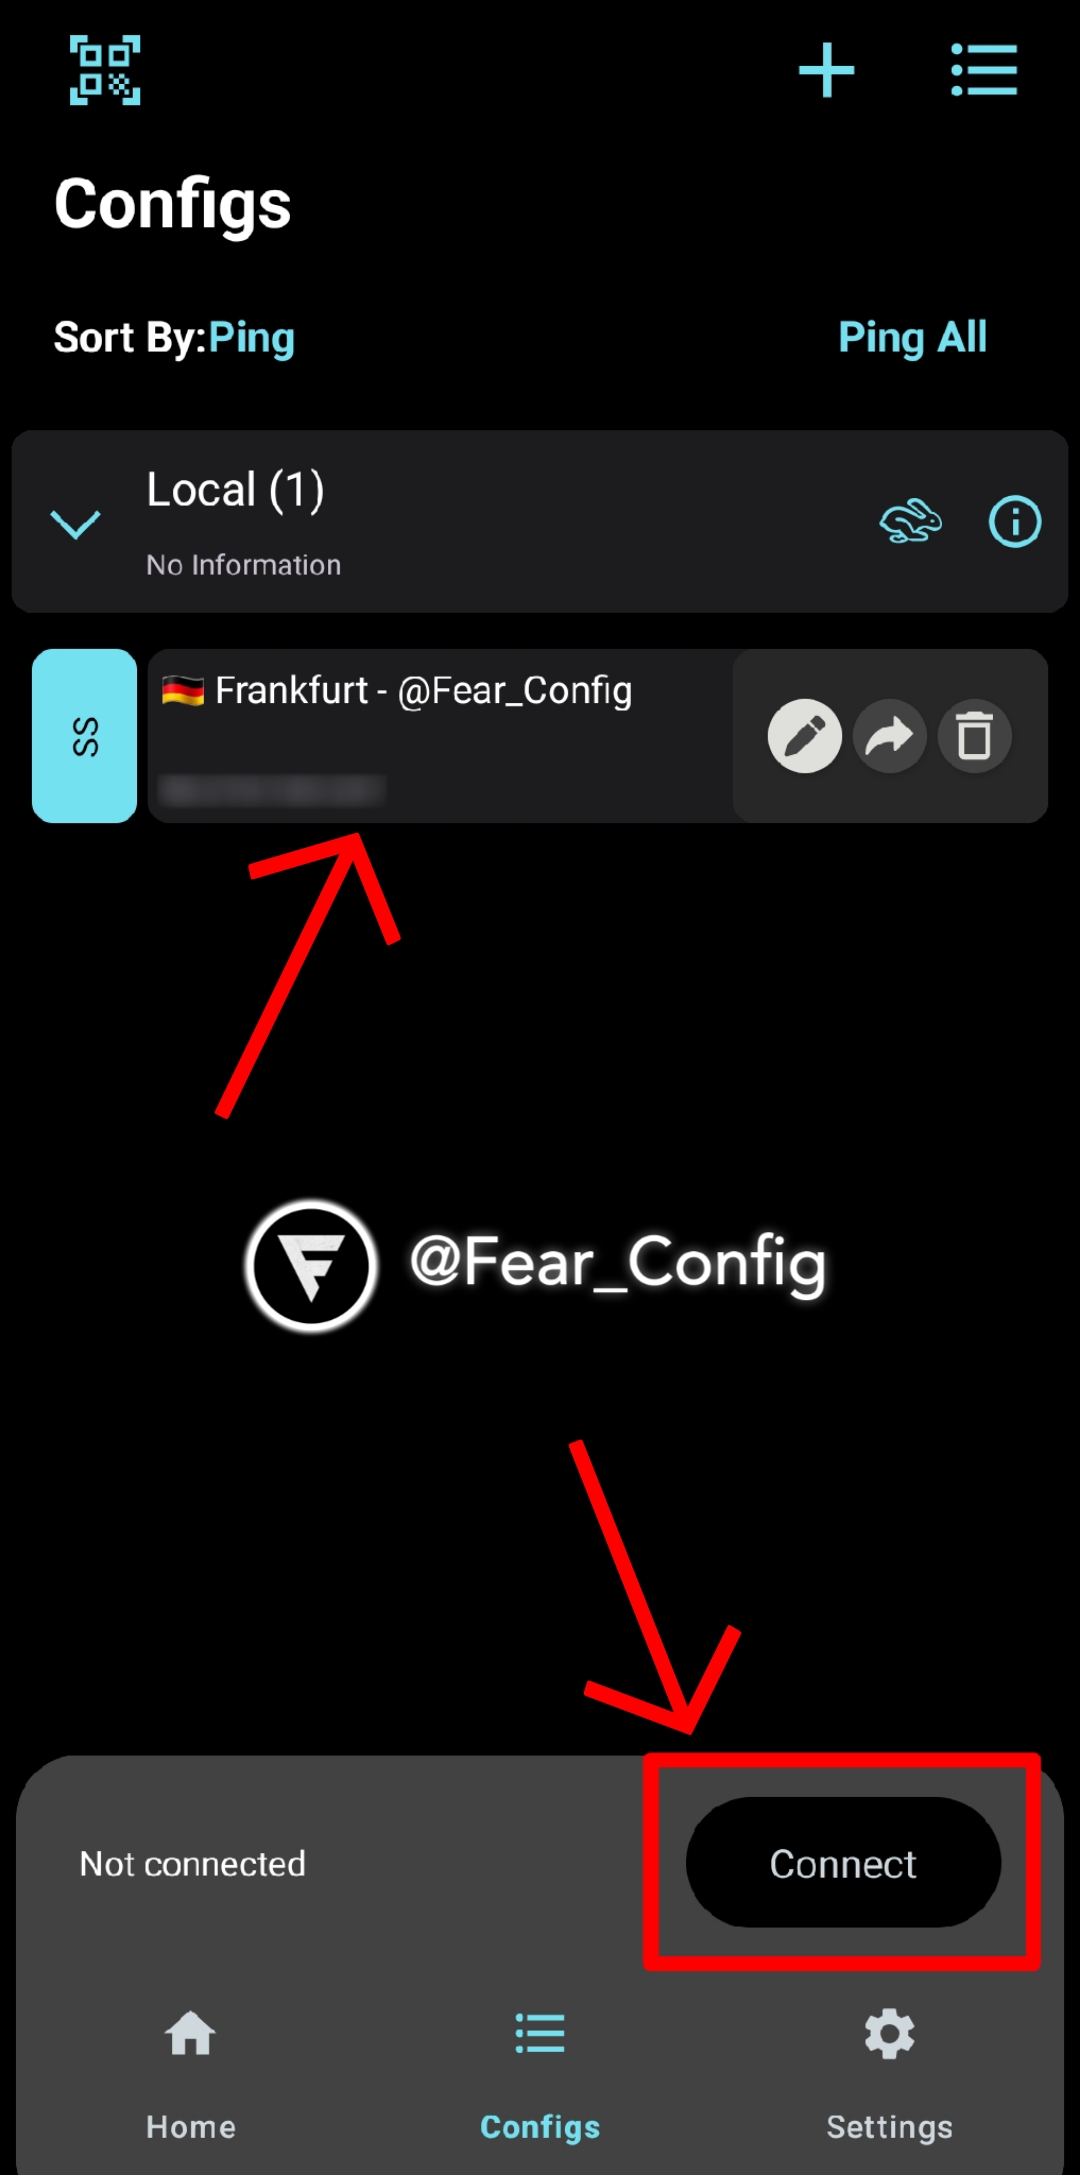 Configs
Sort By:Ping
Ping All
Local (1)
No Information
SS
🇩🇪 Frankfurt - @Fear_Config
@Fear_Config
Not connected
Connect
Home
Configs
Settings